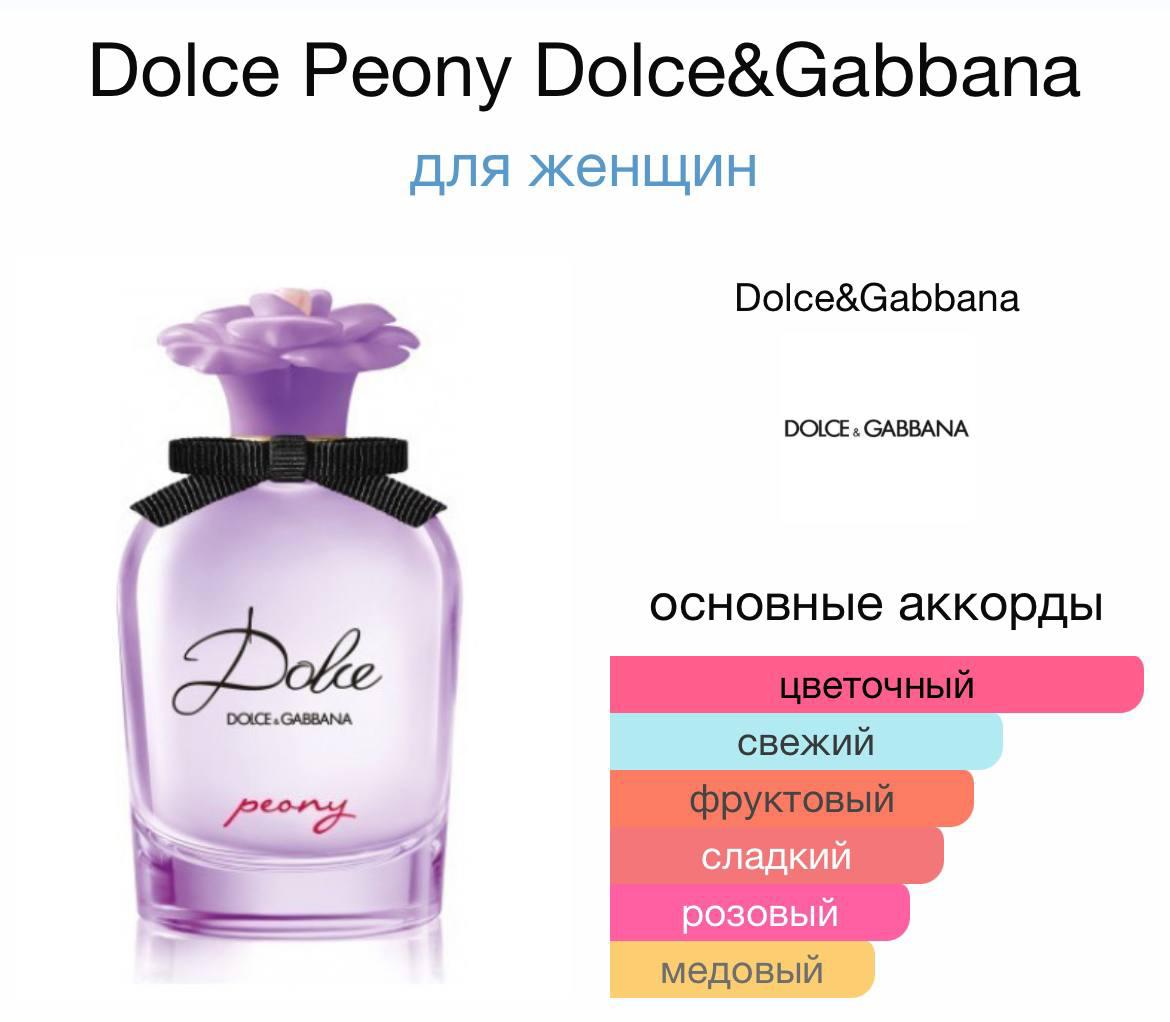 Dolce Peony Dolce&Gabbana
для женщин
Dolce&Gabbana
DOLCE & GABBANA
Dolce
DOLCE & GABBANA
peony
основные аккорды
цветочный
свежий
фруктовый
сладкий
розовый
медовый